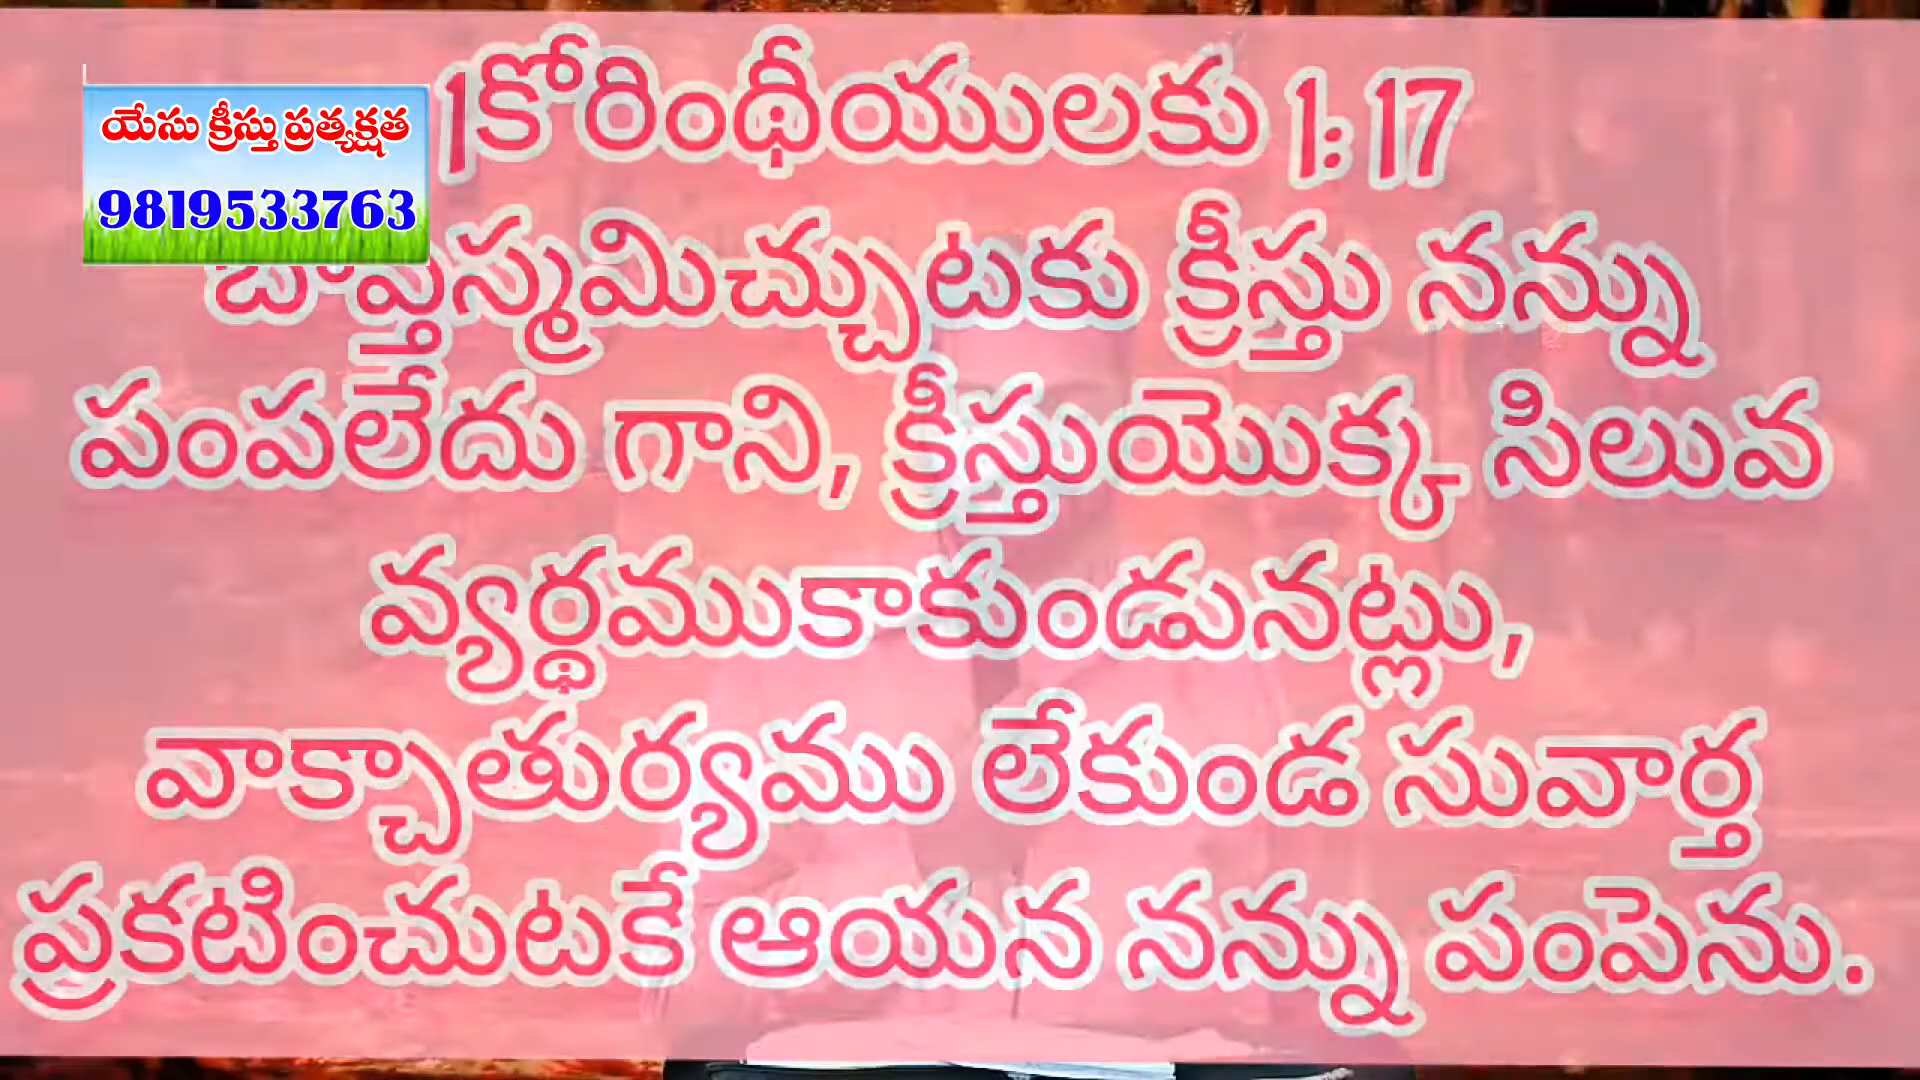 1కోరింథీయులకు 1: 17
యేసు క్రీస్తు ప్రత్యక్షత
9819533763
బాప్తిస్మమిచ్చుటకు క్రీస్తు నన్ను
పంపలేదు గాని, క్రీస్తుయొక్క సిలువ
వ్యర్థముకాకుండునట్లు,
వాక్చాతుర్యము లేకుండ సువార్త
ప్రకటించుటకే ఆయన నన్ను పంపెను.